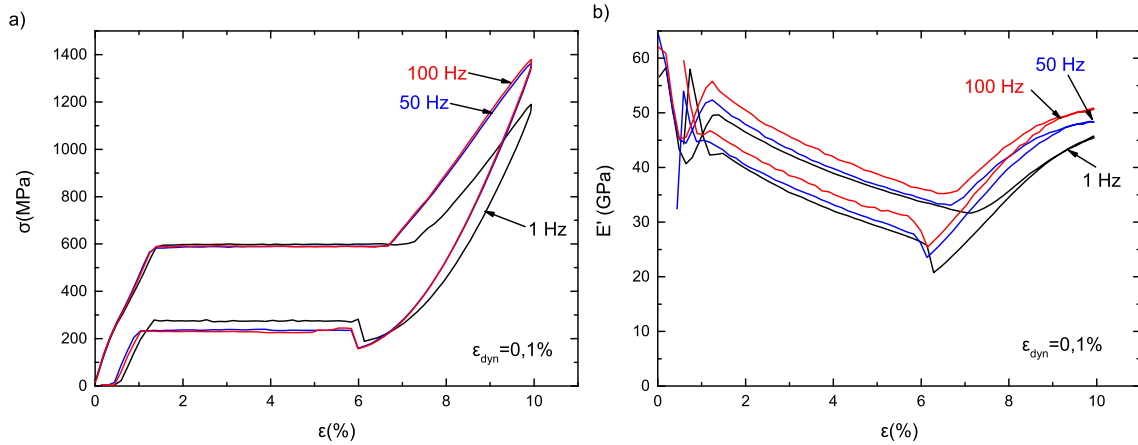 a)
1400
1200
1000
800
600
400
200
0
σ(MPa)
0 2 4 6 8 10
ε(%)
100 Hz
50 Hz
1 Hz
ε_dyn=0,1%
b)
60
50
40
30
20
10
0
E' (GPa)
0 2 4 6 8 10
ε(%)
50 Hz
100 Hz
1 Hz
ε_dyn=0,1%